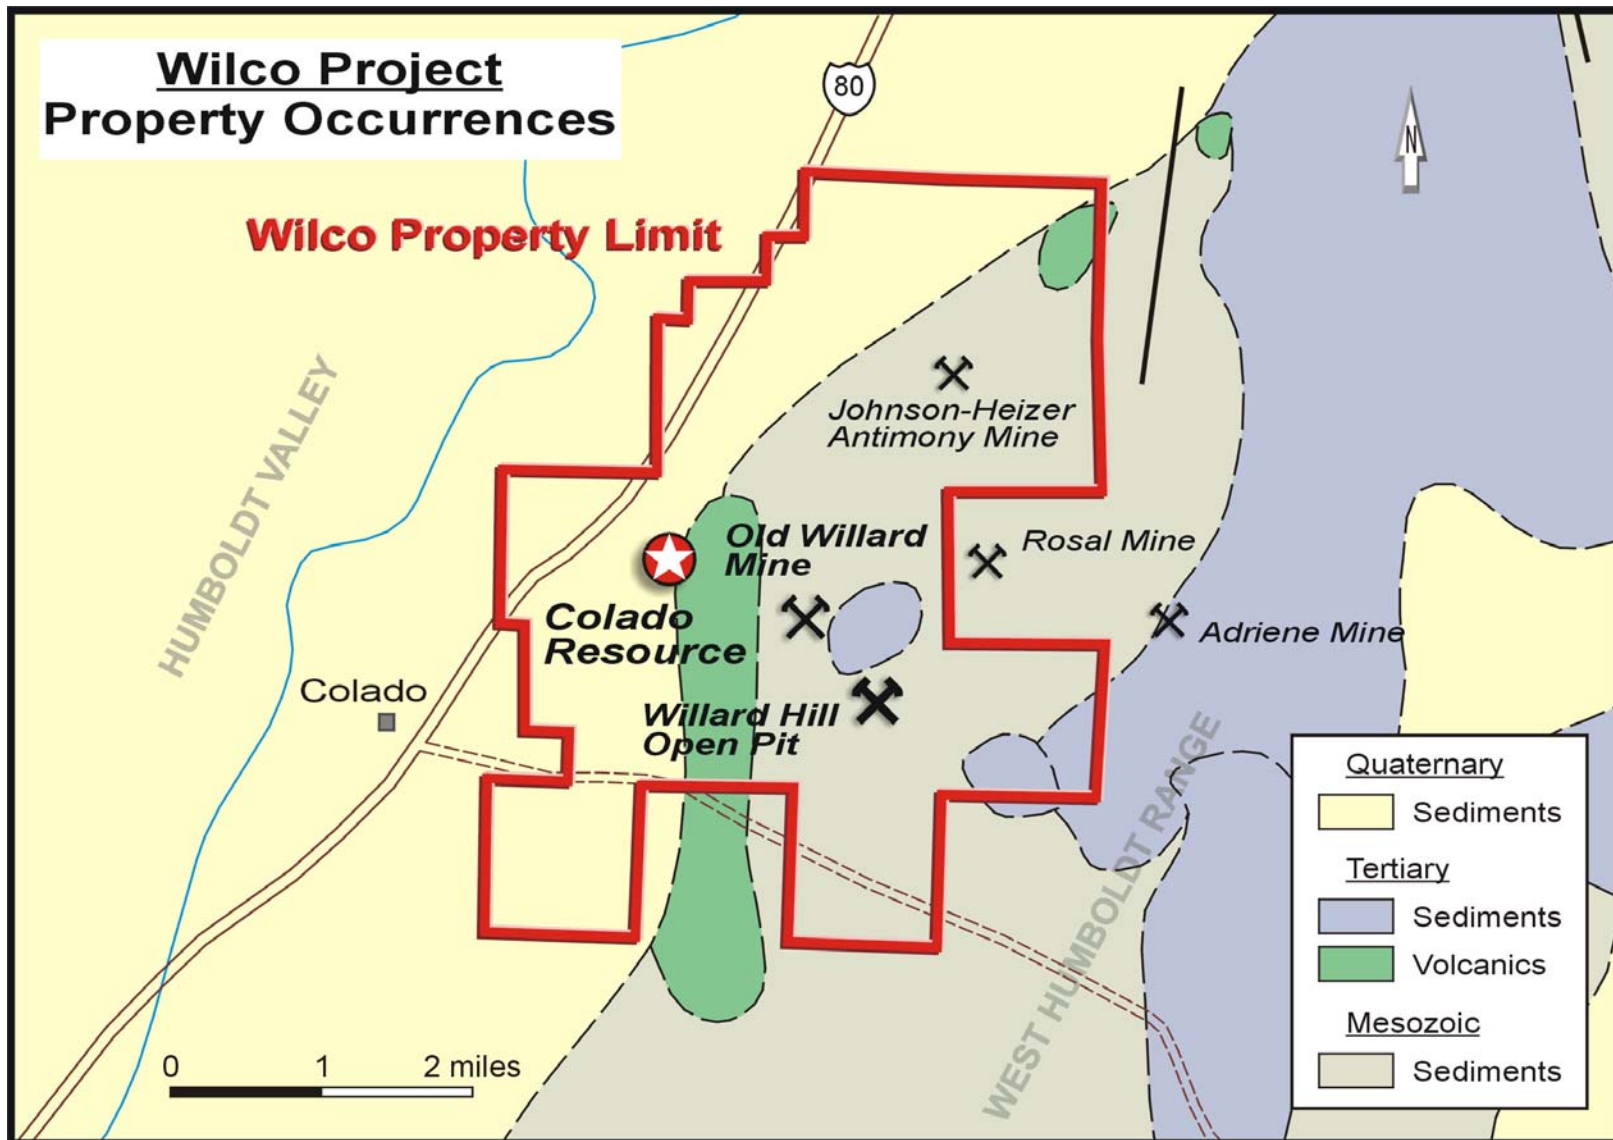 Wilco Project
Property Occurrences
80
N
Wilco Property Limit
HUMBOLDT VALLEY
Johnson-Heizer
Antimony Mine
Old Willard
Mine
Rosal Mine
Colado
Resource
Adriene Mine
Colado
Willard Hill
Open Pit
WEST HUMBOLDT RANGE
Quaternary
Sediments
Tertiary
Sediments
Volcanics
Mesozoic
Sediments
0 1 2 miles